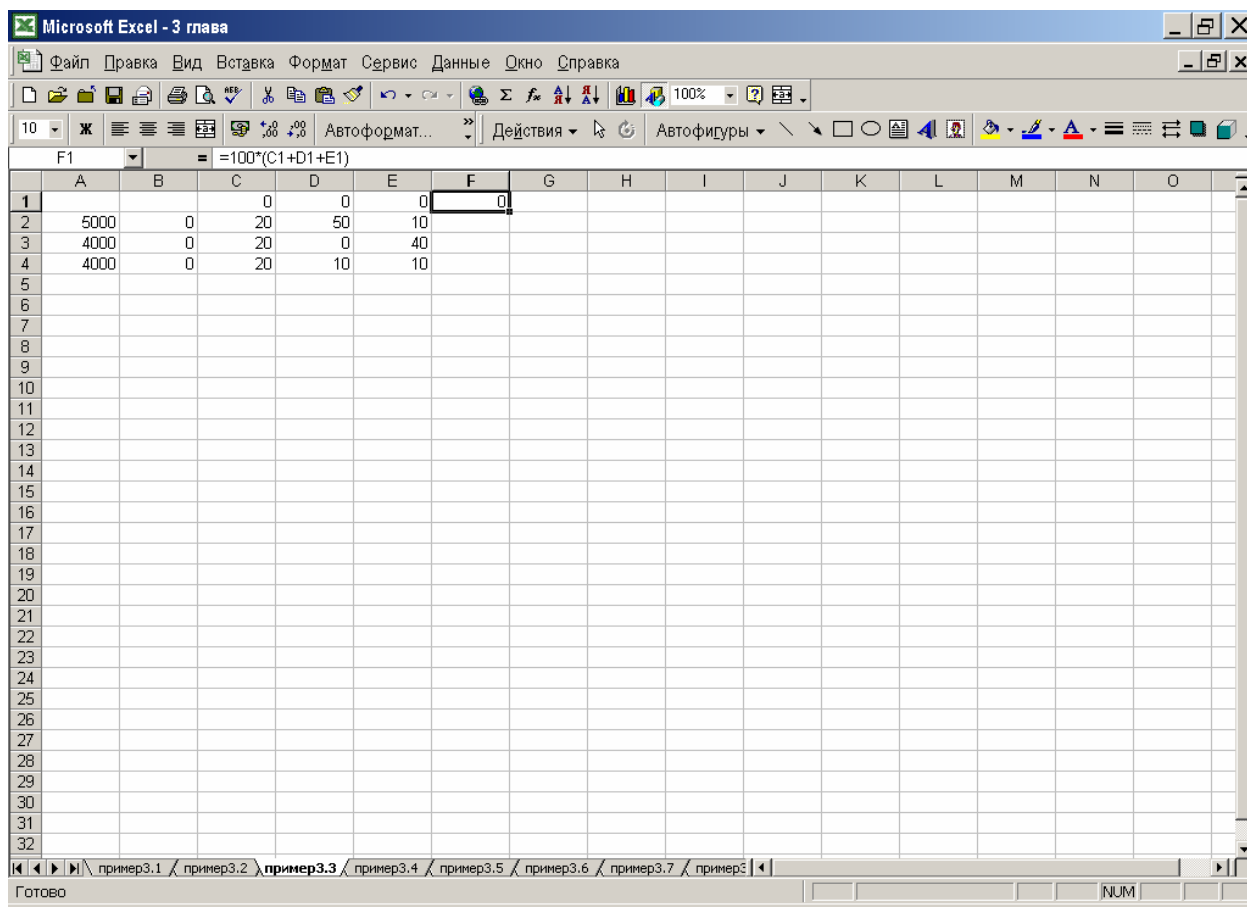 Microsoft Excel - 3 глава
Файл Правка Вид Вставка Формат Сервис Данные Окно Справка
100%
10 Ж Автоформат... Действия Автофигуры
F1 = =100*(C1+D1+E1)
A B C D E F G H I J K L M N O
1 0 0 0 0
2 5000 0 20 50 10
3 4000 0 20 0 40
4 4000 0 20 10 10
5
6
7
8
9
10
11
12
13
14
15
16
17
18
19
20
21
22
23
24
25
26
27
28
29
30
31
32
пример3.1 пример3.2 пример3.3 пример3.4 пример3.5 пример3.6 пример3.7
Готово NUM